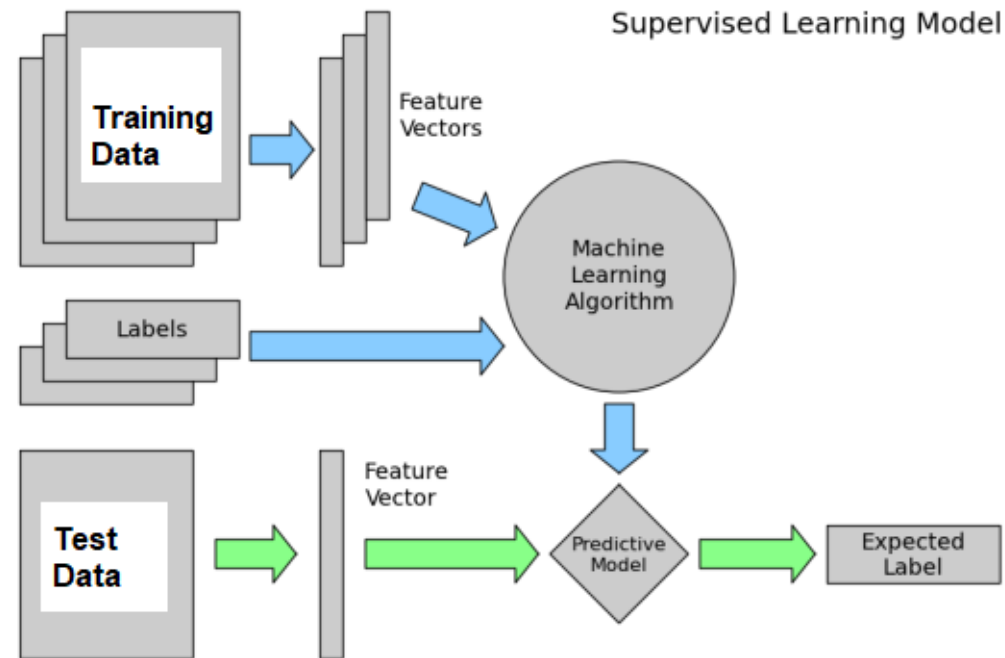 Supervised Learning Model
Training
Data
Feature
Vectors
Machine
Learning
Algorithm
Labels
Test
Data
Feature
Vector
Predictive
Model
Expected
Label